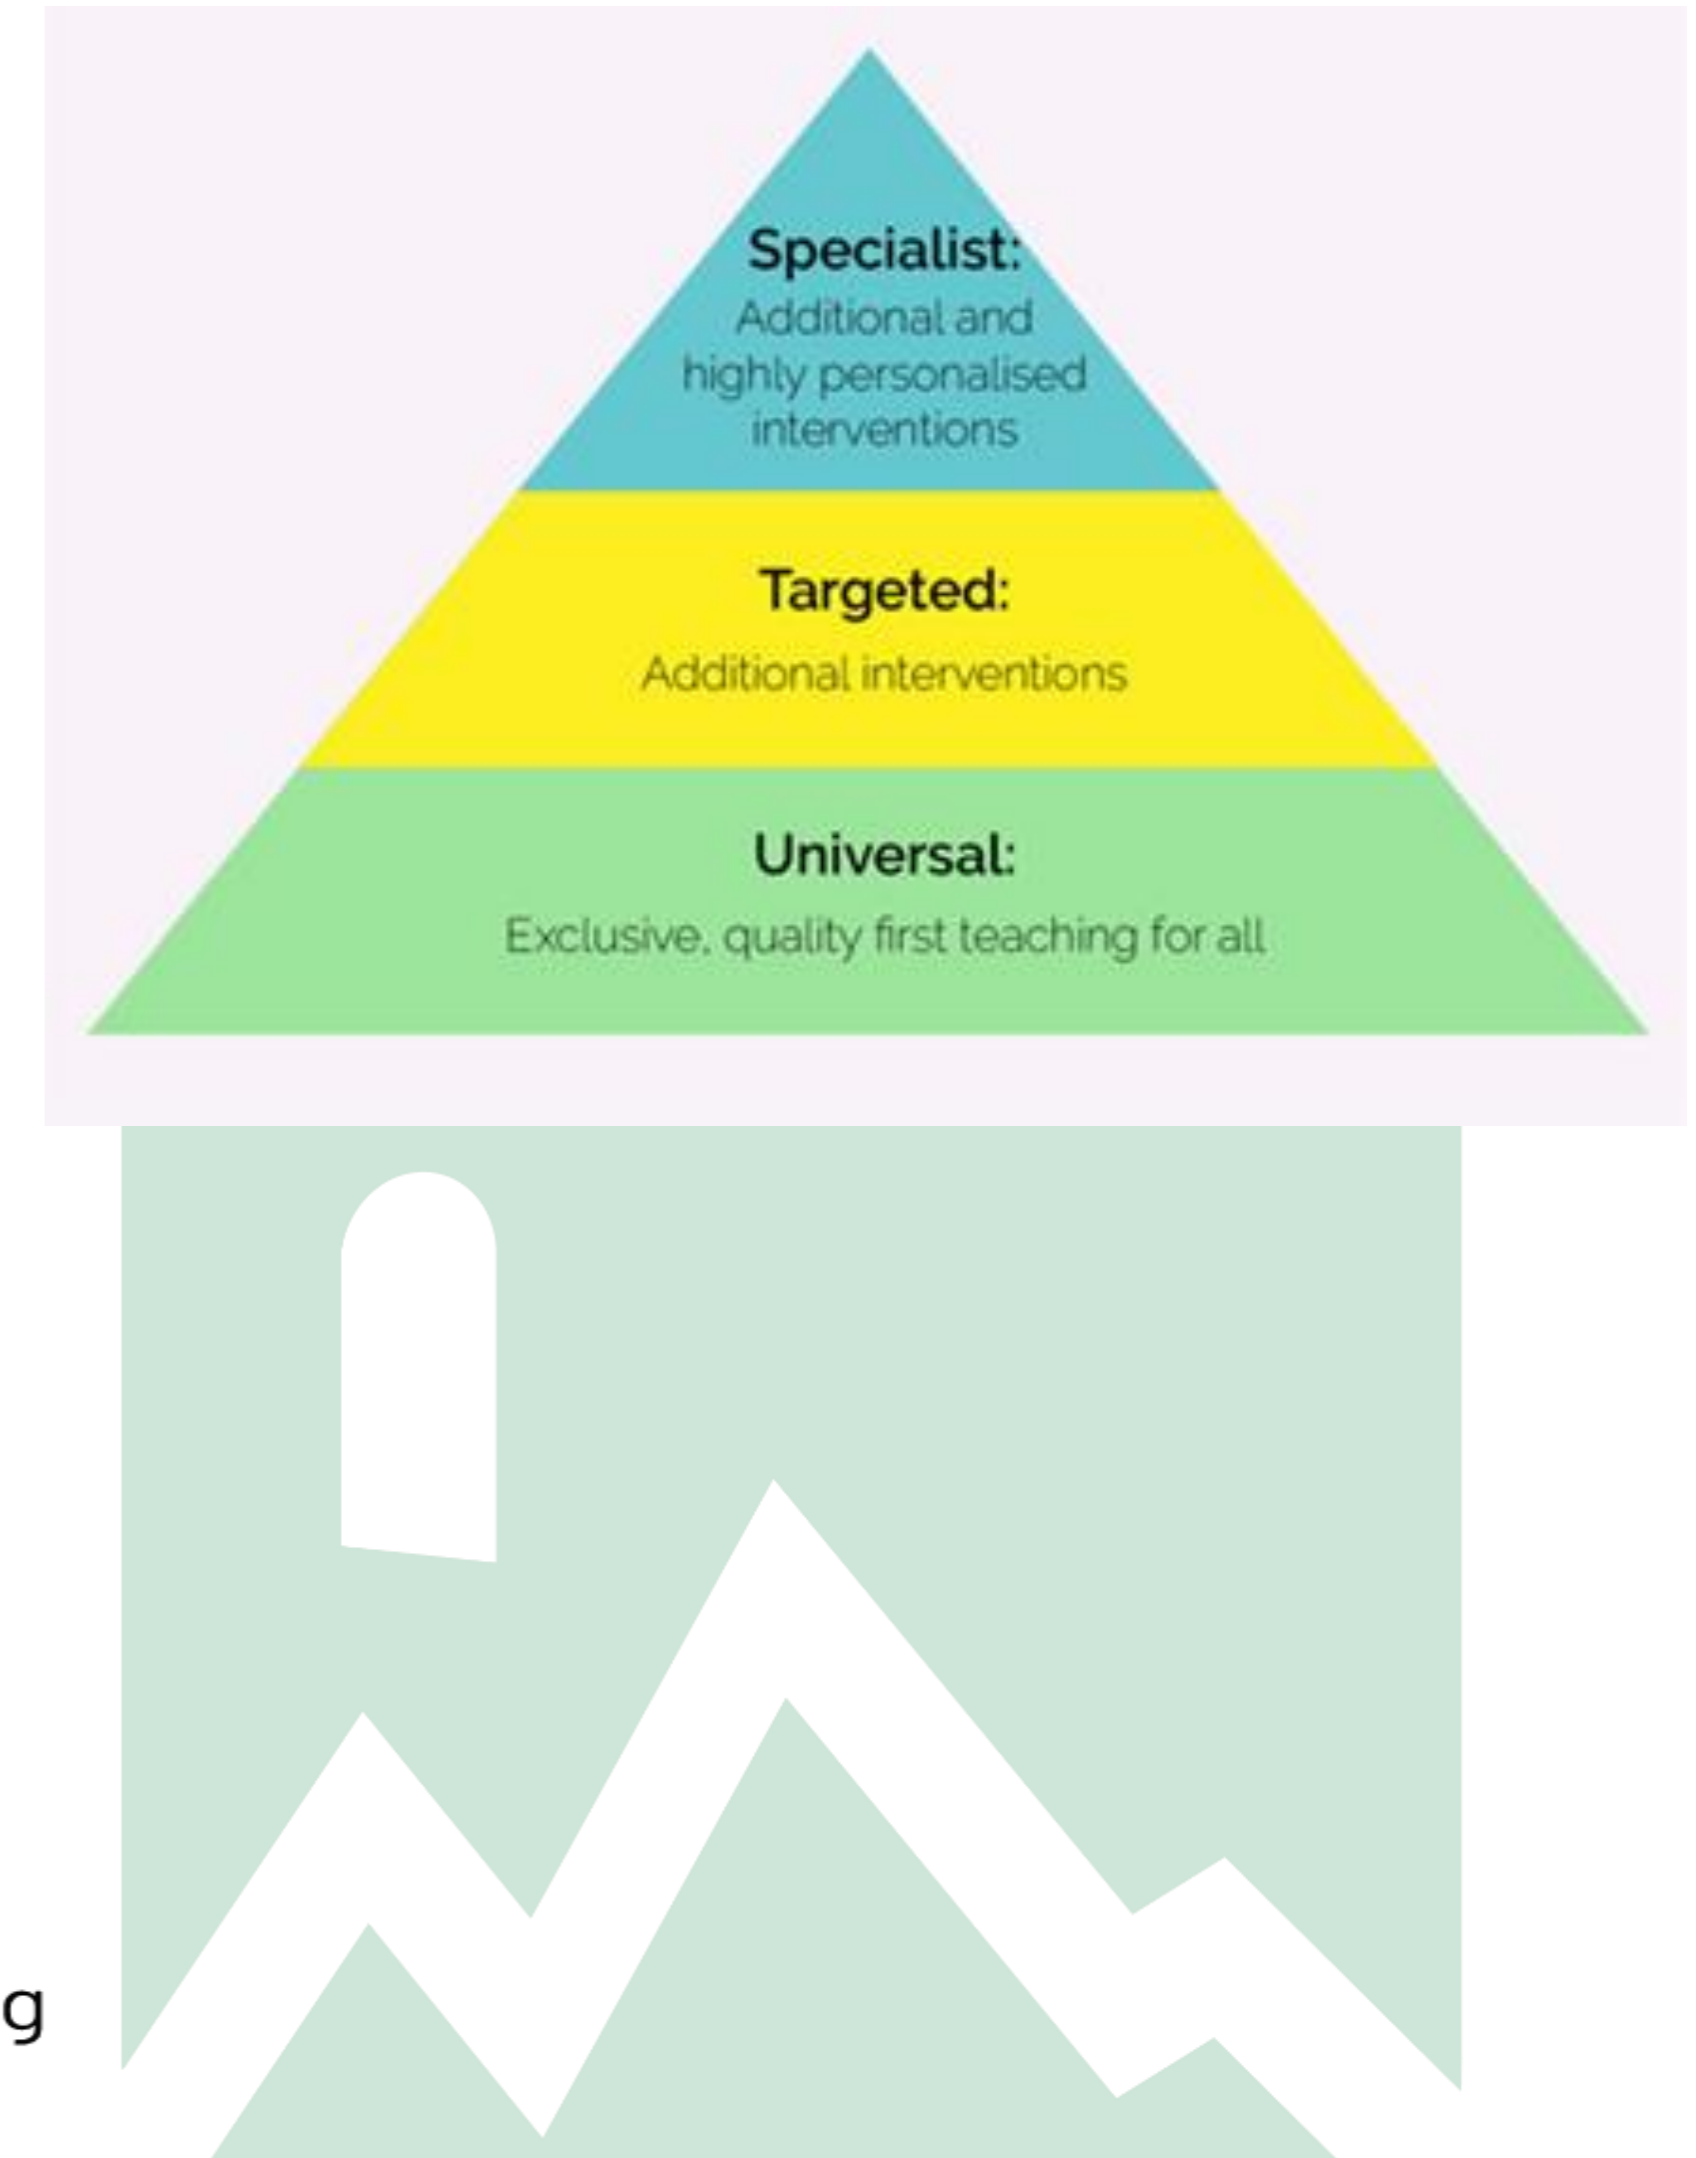 Specialist:
Additional and
highly personalised
interventions
Targeted:
Additional interventions
Universal:
Exclusive, quality first teaching for all
g